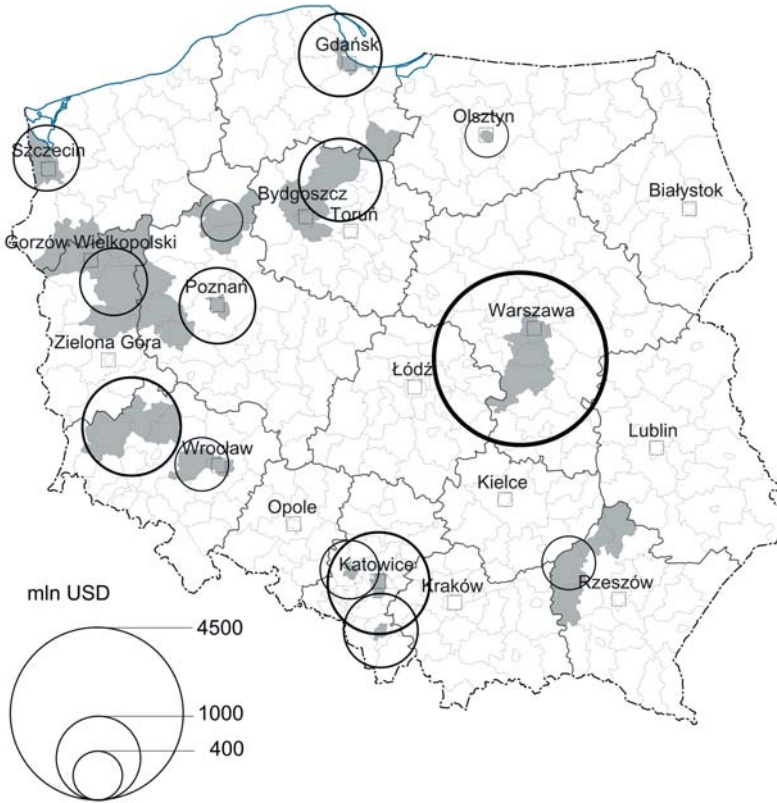 Gdańsk
Olsztyn
Szczecin
Bydgoszcz
Białystok
Toruń
Gorzów Wielkopolski
Poznań
Warszawa
Zielona Góra
Łódź
Lublin
Wrocław
Kielce
Opole
Katowice
Kraków
Rzeszów
mln USD
4500
1000
400